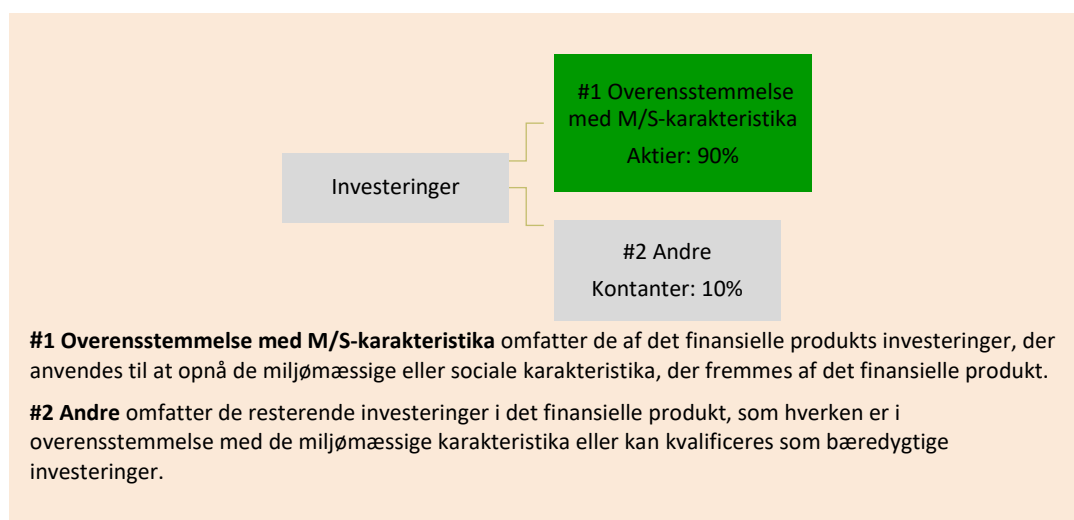 #1 Overensstemmelse
med M/S-karakteristika
Aktier: 90%
Investeringer
#2 Andre
Kontanter: 10%
#1 Overensstemmelse med M/S-karakteristika omfatter de af det finansielle produkts investeringer, der
anvendes til at opnå de miljømæssige eller sociale karakteristika, der fremmes af det finansielle produkt.
#2 Andre omfatter de resterende investeringer i det finansielle produkt, som hverken er i
overensstemmelse med de miljømæssige karakteristika eller kan kvalificeres som bæredygtige
investeringer.